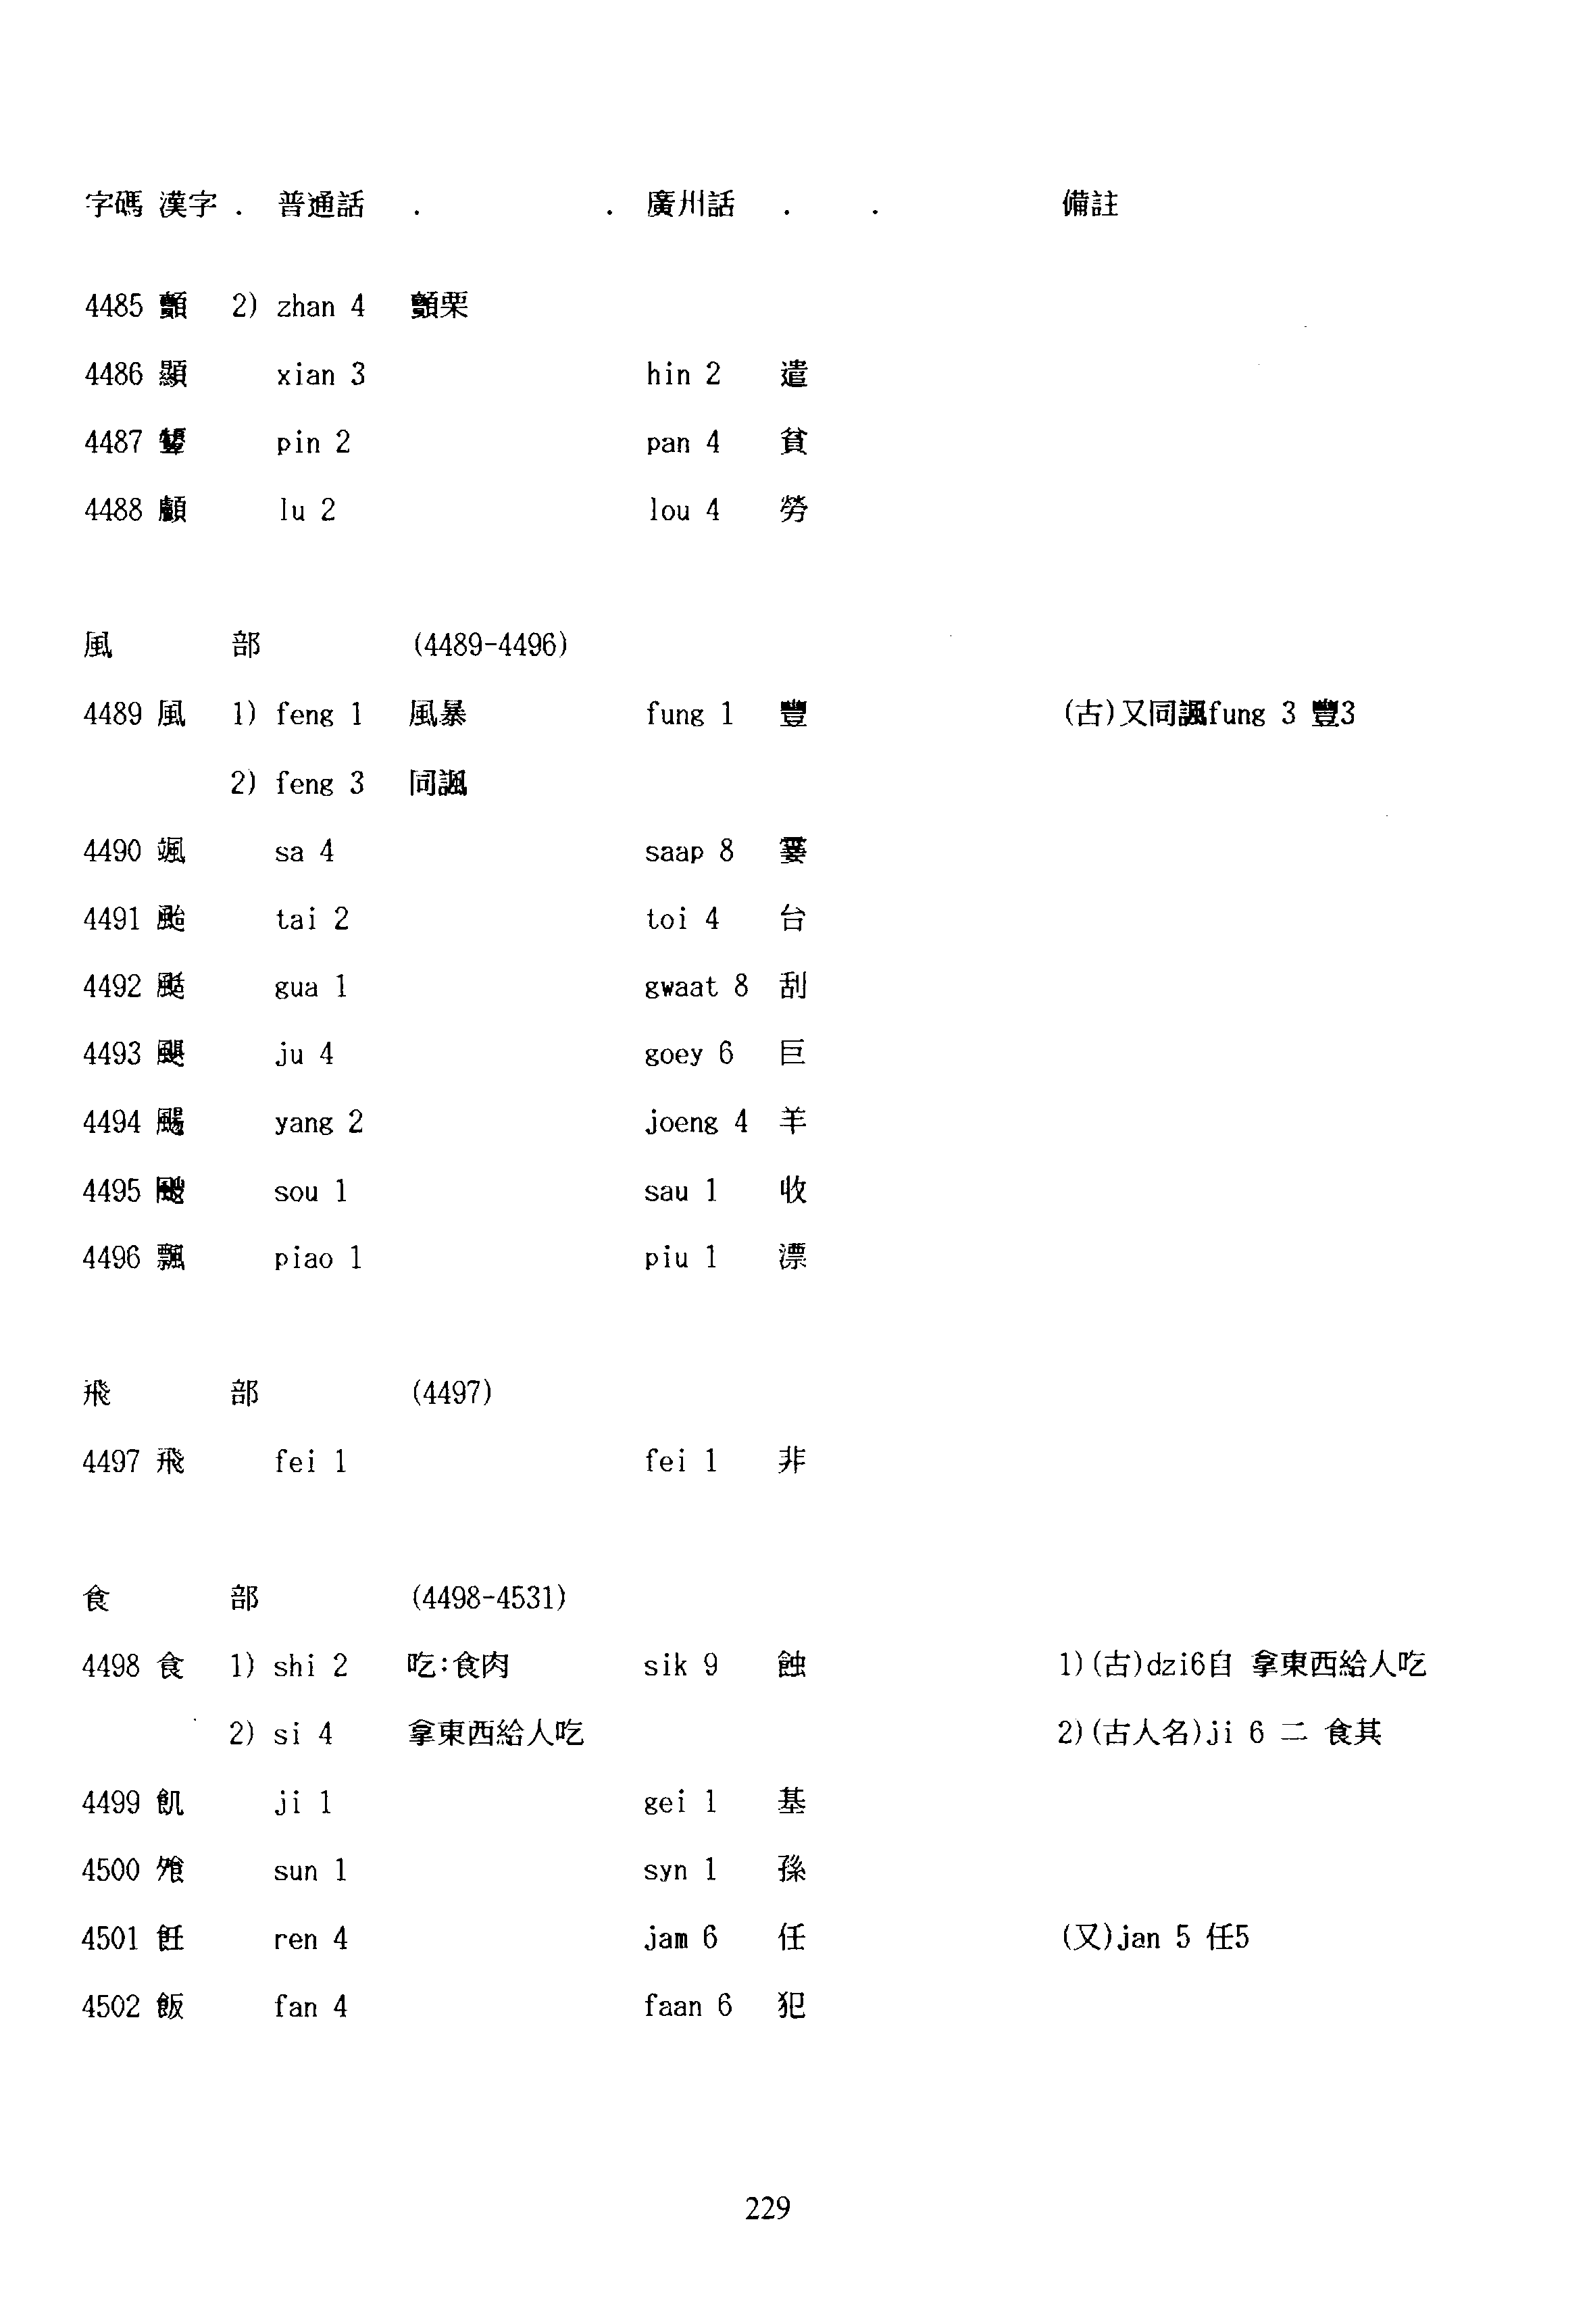 字碼 漢字 . 普通話 . . 廣州話 . . 備註
4485 顫 2) zhan 4 顫栗
4486 顯 xian 3 hin 2 遣
4487 顰 pin 2 pan 4 貧
4488 顱 lu 2 lou 4 勞
風 部 (4489-4496)
4489 風 1) feng 1 風暴 fung 1 豐 (古)又同諷fung 3 豐3
2) feng 3 同諷
4490 颯 sa 4 saap 8 霎
4491 颱 tai 2 toi 4 台
4492 颳 gua 1 gwaat 8 刮
4493 颶 ju 4 goey 6 巨
4494 颺 yang 2 joeng 4 羊
4495 颼 sou 1 sau 1 收
4496 飄 piao 1 piu 1 漂
飛 部 (4497)
4497 飛 fei 1 fei 1 非
食 部 (4498-4531)
4498 食 1) shi 2 吃:食肉 sik 9 蝕 1)(古)dzi6自 拿東西給人吃
2) si 4 拿東西給人吃 2)(古人名)ji 6 二 食其
4499 飢 ji 1 gei 1 基
4500 飧 sun 1 syn 1 孫
4501 飪 ren 4 jam 6 任 (又)jan 5 任5
4502 飯 fan 4 faan 6 犯
229